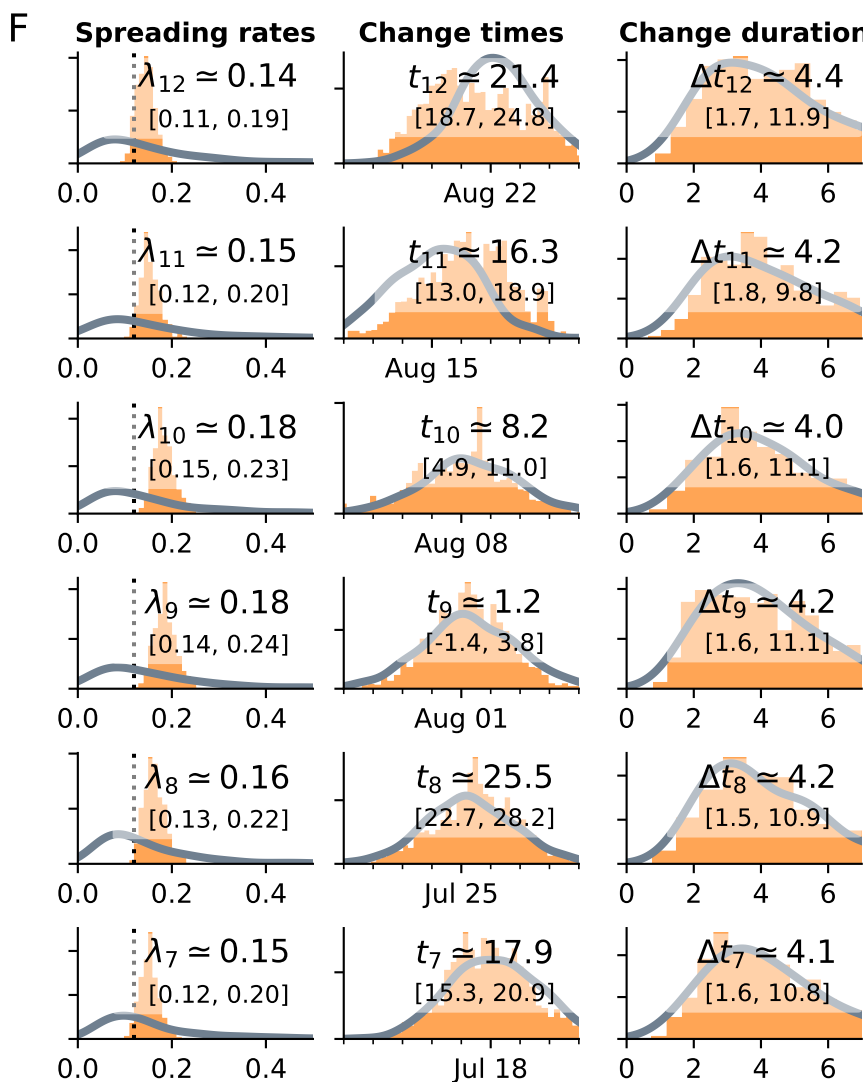 F
Spreading rates Change times Change duration
λ12 ≃ 0.14 t12 ≃ 21.4 Δt12 ≃ 4.4
[0.11, 0.19] [18.7, 24.8] [1.7, 11.9]
0.0 0.2 0.4 Aug 22 0 2 4 6
λ11 ≃ 0.15 t11 ≃ 16.3 Δt11 ≃ 4.2
[0.12, 0.20] [13.0, 18.9] [1.8, 9.8]
0.0 0.2 0.4 Aug 15 0 2 4 6
λ10 ≃ 0.18 t10 ≃ 8.2 Δt10 ≃ 4.0
[0.15, 0.23] [4.9, 11.0] [1.6, 11.1]
0.0 0.2 0.4 Aug 08 0 2 4 6
λ9 ≃ 0.18 t9 ≃ 1.2 Δt9 ≃ 4.2
[0.14, 0.24] [-1.4, 3.8] [1.6, 11.1]
0.0 0.2 0.4 Aug 01 0 2 4 6
λ8 ≃ 0.16 t8 ≃ 25.5 Δt8 ≃ 4.2
[0.13, 0.22] [22.7, 28.2] [1.5, 10.9]
0.0 0.2 0.4 Jul 25 0 2 4 6
λ7 ≃ 0.15 t7 ≃ 17.9 Δt7 ≃ 4.1
[0.12, 0.20] [15.3, 20.9] [1.6, 10.8]
0.0 0.2 0.4 Jul 18 0 2 4 6